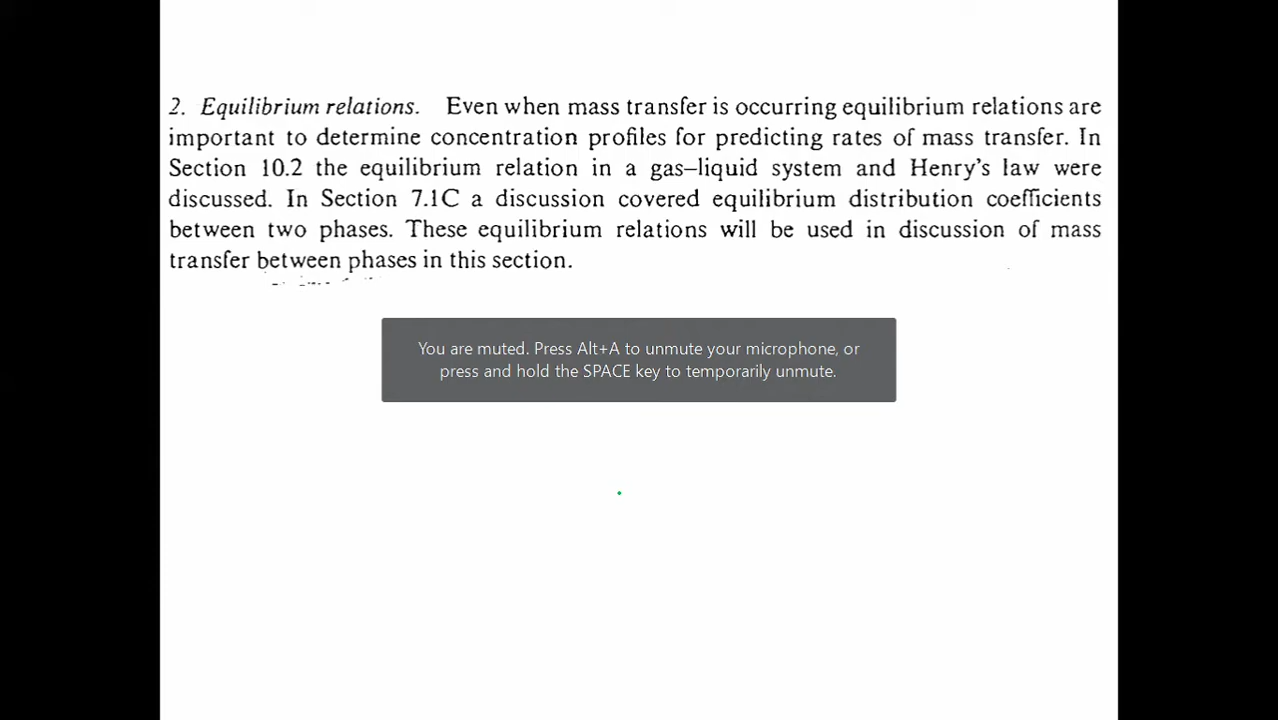 2. Equilibrium relations. Even when mass transfer is occurring equilibrium relations are
important to determine concentration profiles for predicting rates of mass transfer. In
Section 10.2 the equilibrium relation in a gas–liquid system and Henry's law were
discussed. In Section 7.1C a discussion covered equilibrium distribution coefficients
between two phases. These equilibrium relations will be used in discussion of mass
transfer between phases in this section.
You are muted. Press Alt+A to unmute your microphone, or
press and hold the SPACE key to temporarily unmute.